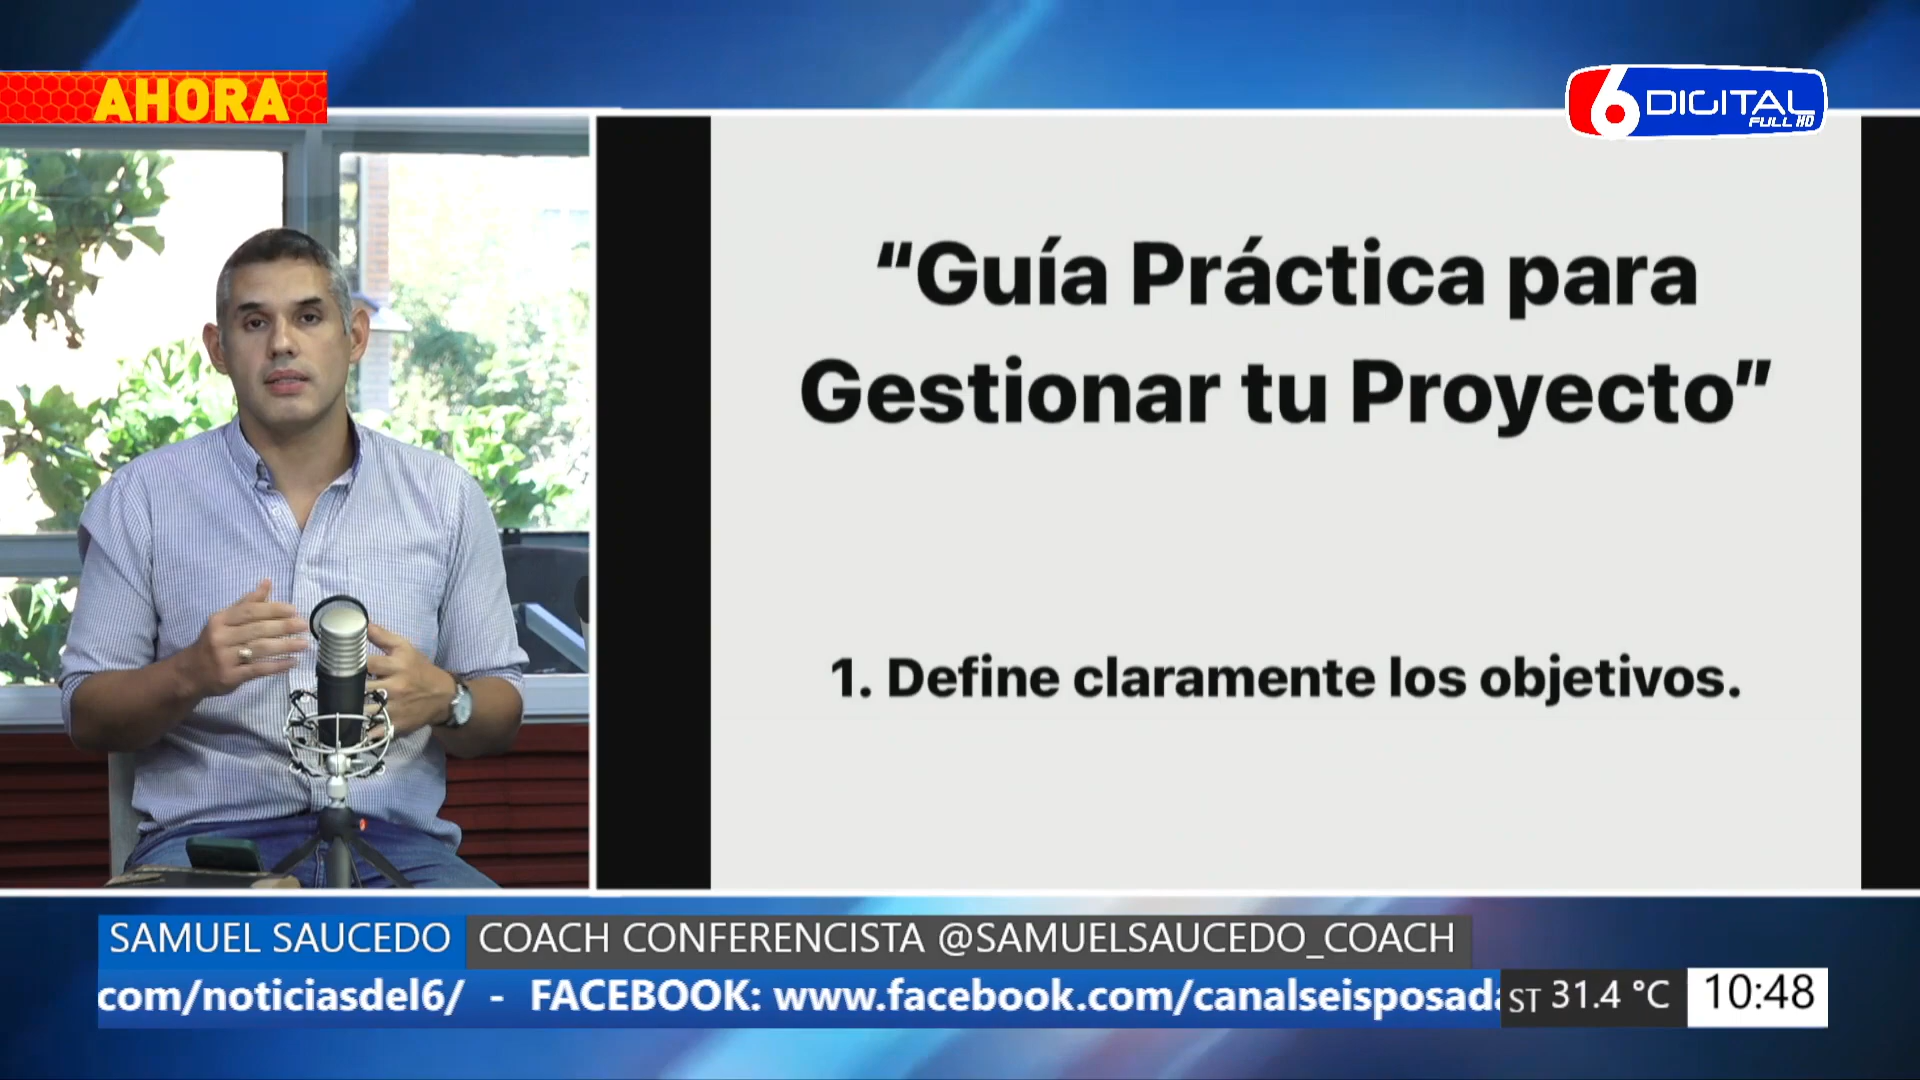 AHORA
6 DIGITAL
FULL HD
“Guía Práctica para
Gestionar tu Proyecto”
1. Define claramente los objetivos.
SAMUEL SAUCEDO COACH CONFERENCISTA @SAMUELSAUCEDO_COACH
com/noticiasdel6/ - FACEBOOK: www.facebook.com/canalseisposada ST 31.4 °C 10:48